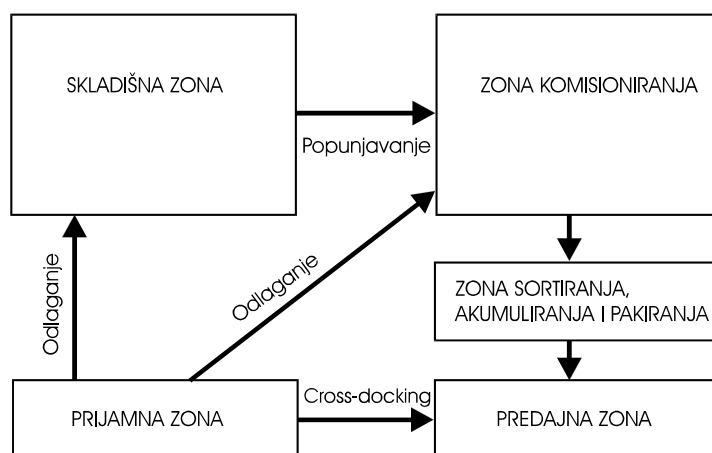 SKLADIŠNA ZONA
ZONA KOMISIONIRANJA
Popunjavanje
Odlaganje
Odlaganje
ZONA SORTIRANJA,
AKUMULIRANJA I PAKIRANJA
Cross-docking
PRIJAMNA ZONA
PREDAJNA ZONA